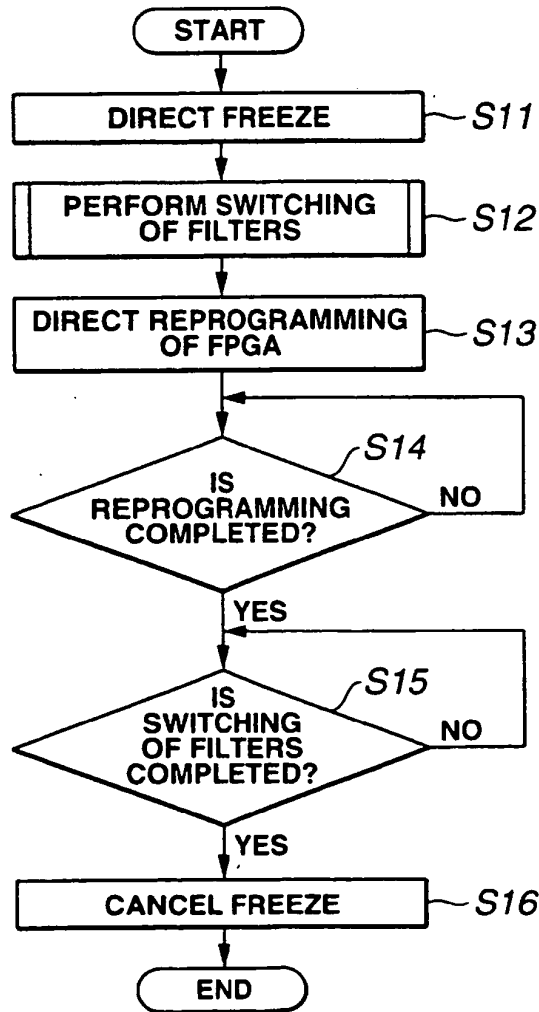 START
DIRECT FREEZE
S11
PERFORM SWITCHING
OF FILTERS
S12
DIRECT REPROGRAMMING
OF FPGA
S13
S14
IS
REPROGRAMMING
COMPLETED?
NO
YES
S15
IS
SWITCHING
OF FILTERS
COMPLETED?
NO
YES
CANCEL FREEZE
S16
END